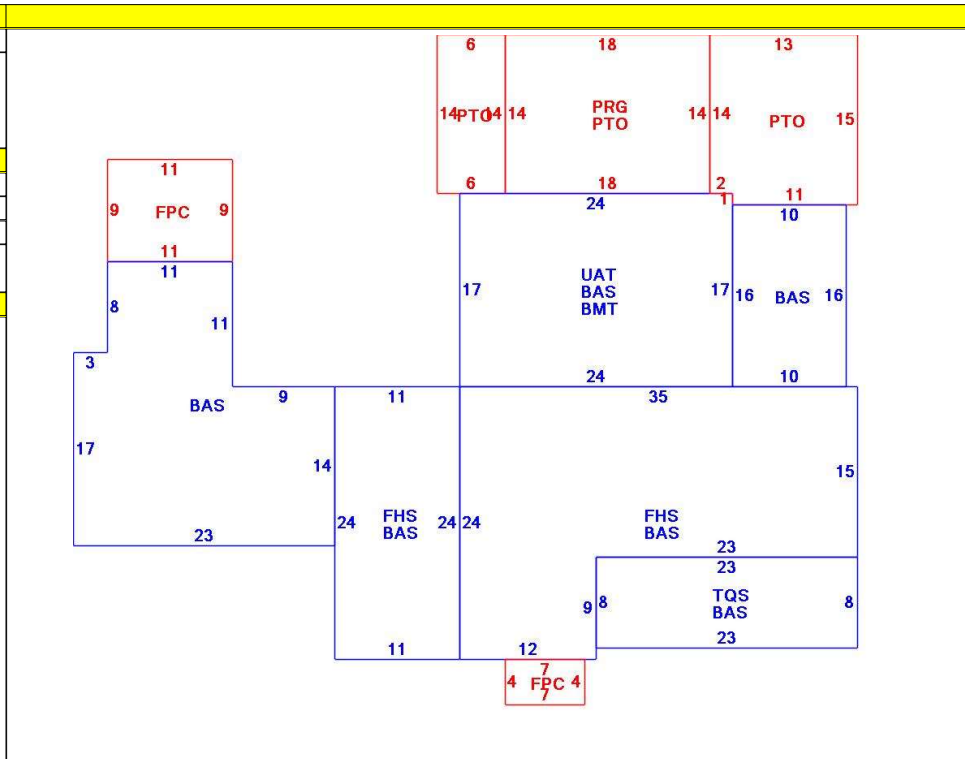 6 18 13
14 PTO 14 14 PRG PTO 14 14 PTO 15
11
9 FPC 9
11
6 18 2 11
1
24 10
11
8 11
17 UAT BAS BMT 17 16 BAS 16
3
24 10
9 11 35
BAS
17 14 15
24 FHS BAS 24 24 FHS BAS
23 23
23
9 8 TQS BAS 8
23
11 12
7
4 FPC 4
7